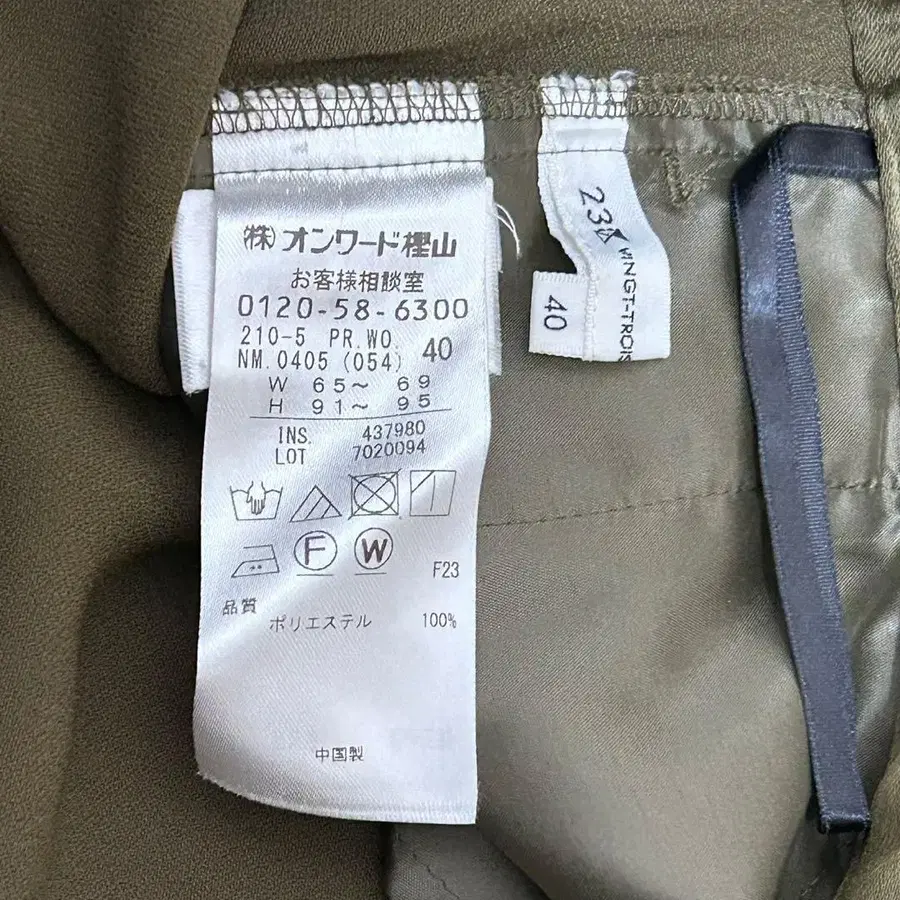 ㈱オンワード樫山
お客様相談室
0120-58-6300
210-5 PR.WO.
NM.0405 (054) 40
W 65～ 69
H 91～ 95
INS. 437980
LOT 7020094
F W
F23
品質
ポリエステル 100%
中国製
23
VINGT-TROIS
40